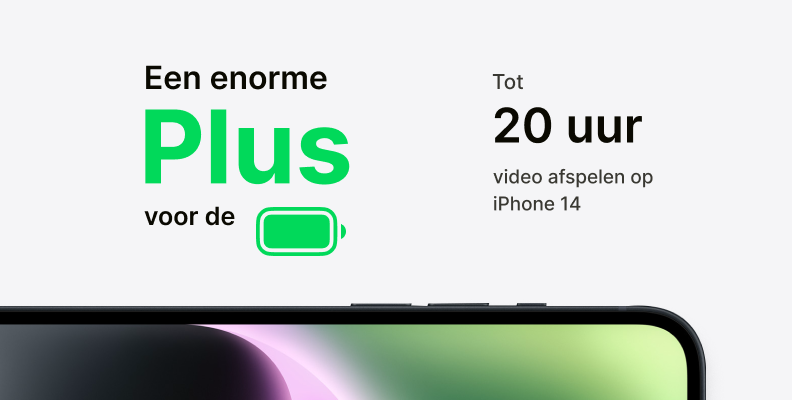 Een enorme
Plus
voor de
Tot
20 uur
video afspelen op
iPhone 14